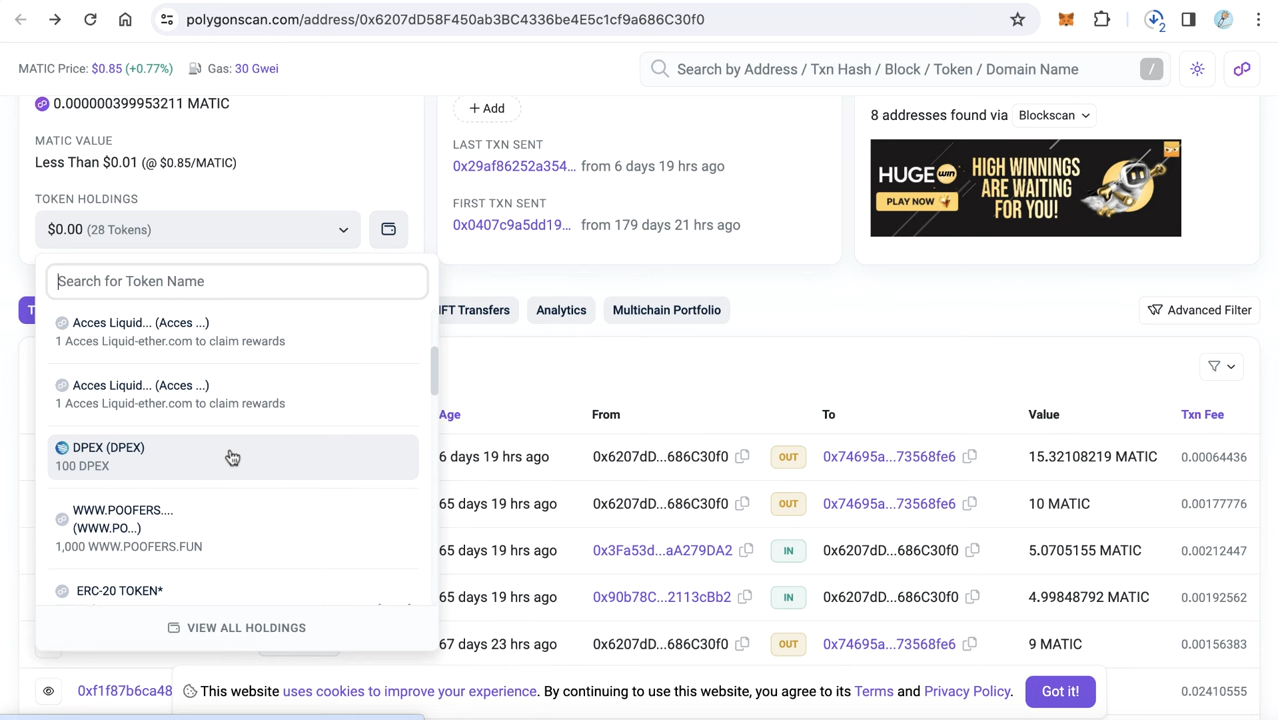 polygonscan.com/address/0x6207dD58F450ab3BC4336be4E5c1cf9a686C30f0
2
MATIC Price: $0.85 (+0.77%) Gas: 30 Gwei
Search by Address / Txn Hash / Block / Token / Domain Name /
0.000000399953211 MATIC
MATIC VALUE
Less Than $0.01 (@ $0.85/MATIC)
TOKEN HOLDINGS
$0.00 (28 Tokens)
+ Add
LAST TXN SENT
0x29af86252a354... from 6 days 19 hrs ago
FIRST TXN SENT
0x0407c9a5dd19... from 179 days 21 hrs ago
8 addresses found via Blockscan
HUGE WIN
PLAY NOW
HIGH WINNINGS
ARE WAITING
FOR YOU!
Search for Token Name
Acces Liquid... (Acces ...)
1 Acces Liquid-ether.com to claim rewards
Acces Liquid... (Acces ...)
1 Acces Liquid-ether.com to claim rewards
DPEX (DPEX)
100 DPEX
WWW.POOFERS....
(WWW.PO...)
1,000 WWW.POOFERS.FUN
ERC-20 TOKEN*
VIEW ALL HOLDINGS
T
IFT Transfers Analytics Multichain Portfolio Advanced Filter
Age From To Value Txn Fee
6 days 19 hrs ago 0x6207dD...686C30f0 OUT 0x74695a...73568fe6 15.32108219 MATIC 0.00064436
65 days 19 hrs ago 0x6207dD...686C30f0 OUT 0x74695a...73568fe6 10 MATIC 0.00177776
65 days 19 hrs ago 0x3Fa53d...aA279DA2 IN 0x6207dD...686C30f0 5.0705155 MATIC 0.00212447
65 days 19 hrs ago 0x90b78C...2113cBb2 IN 0x6207dD...686C30f0 4.99848792 MATIC 0.00192562
67 days 23 hrs ago 0x6207dD...686C30f0 OUT 0x74695a...73568fe6 9 MATIC 0.00156383
0xf1f87b6ca48 0.02410555
This website uses cookies to improve your experience. By continuing to use this website, you agree to its Terms and Privacy Policy. Got it!